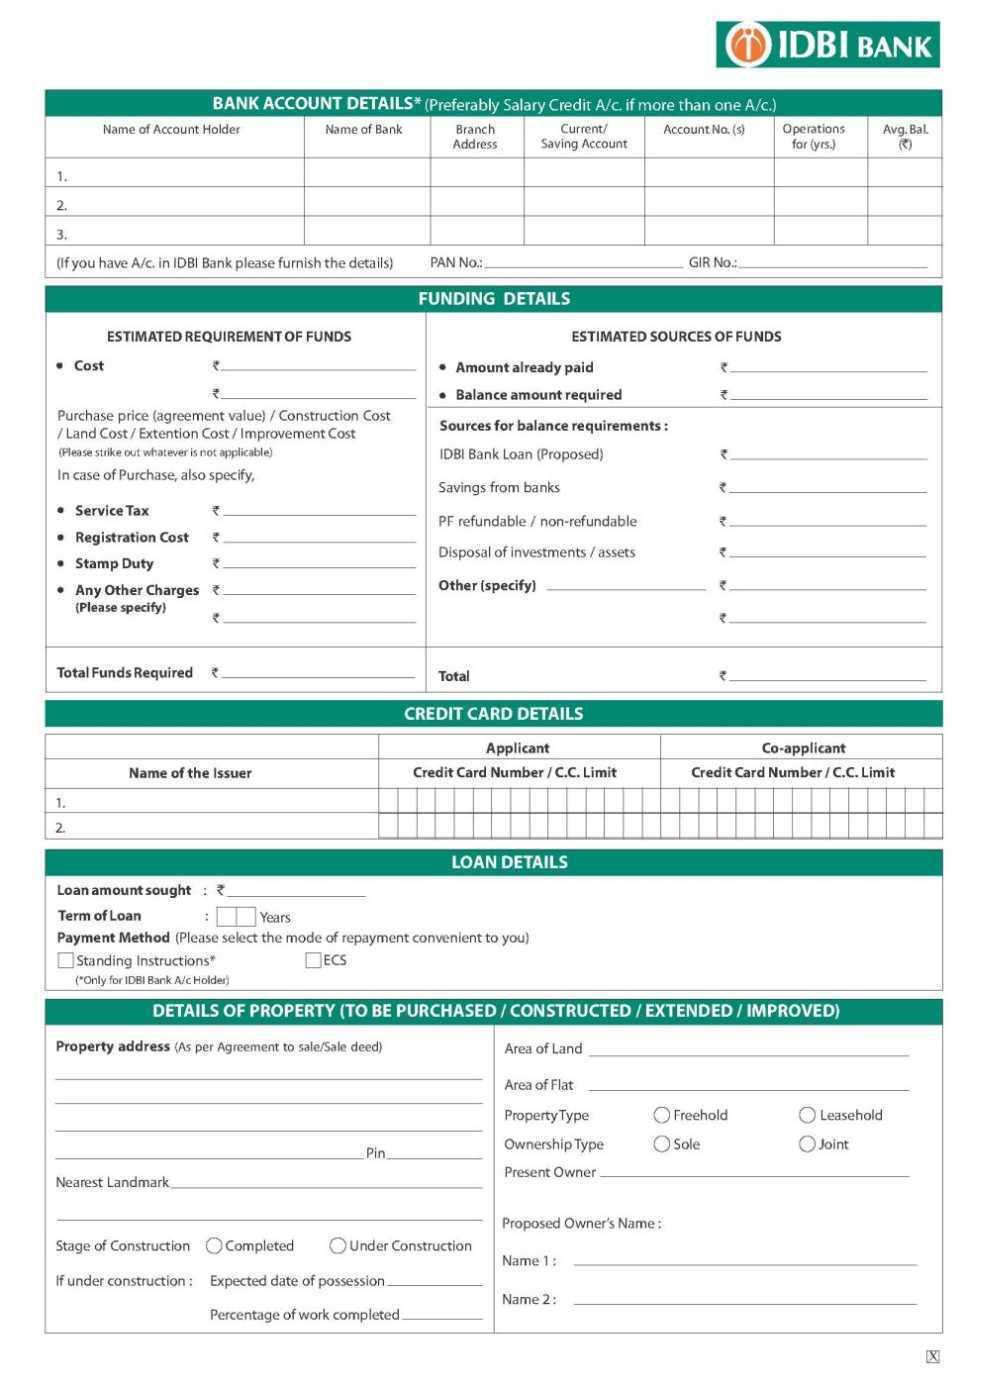 IDBI BANK
BANK ACCOUNT DETAILS* (Preferably Salary Credit A/c. if more than one A/c.)
Name of Account Holder Name of Bank Branch Address Current/ Saving Account Account No. (s) Operations for (yrs.) Avg. Bal. (₹)
1.
2.
3.
(If you have A/c. in IDBI Bank please furnish the details) PAN No.: GIR No.:
FUNDING DETAILS
ESTIMATED REQUIREMENT OF FUNDS
• Cost ₹
₹
Purchase price (agreement value) / Construction Cost
/ Land Cost / Extention Cost / Improvement Cost
(Please strike out whatever is not applicable)
In case of Purchase, also specify,
• Service Tax ₹
• Registration Cost ₹
• Stamp Duty ₹
• Any Other Charges ₹
(Please specify)
₹
Total Funds Required ₹
ESTIMATED SOURCES OF FUNDS
• Amount already paid ₹
• Balance amount required ₹
Sources for balance requirements :
IDBI Bank Loan (Proposed) ₹
Savings from banks ₹
PF refundable / non-refundable ₹
Disposal of investments / assets ₹
Other (specify) ₹
₹
Total ₹
CREDIT CARD DETAILS
Applicant Co-applicant
Name of the Issuer Credit Card Number / C.C. Limit Credit Card Number / C.C. Limit
1.
2.
LOAN DETAILS
Loan amount sought : ₹
Term of Loan : Years
Payment Method (Please select the mode of repayment convenient to you)
Standing Instructions* ECS
(*Only for IDBI Bank A/c Holder)
DETAILS OF PROPERTY (TO BE PURCHASED / CONSTRUCTED / EXTENDED / IMPROVED)
Property address (As per Agreement to sale/Sale deed)
Pin
Nearest Landmark
Stage of Construction Completed Under Construction
If under construction : Expected date of possession
Percentage of work completed
Area of Land
Area of Flat
Property Type Freehold Leasehold
Ownership Type Sole Joint
Present Owner
Proposed Owner's Name :
Name 1 :
Name 2 :
X